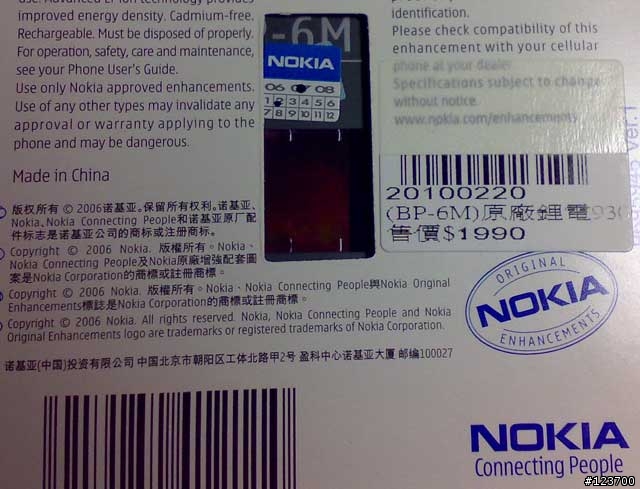 improved energy density. Cadmium-free.
Rechargeable. Must be disposed of properly.
For operation, safety, care and maintenance,
see your Phone User's Guide.
Use only Nokia approved enhancements.
Use of any other types may invalidate any
approval or warranty applying to the
phone and may be dangerous.
Made in China
P-6M
NOKIA
06 08
1 2 3 4 5 6
7 8 9 10 11 12
identification.
Please check compatibility of this
enhancement with your cellular
phone at your dealer.
Specifications subject to change
without notice.
www.nokia.com/enhancements
20100220
(BP-6M)原廠鋰電
售價$1990
ver.1
版权所有 © 2006诺基亚。保留所有权利。诺基亚、
Nokia、Nokia Connecting People和诺基亚原厂配
件标志是诺基亚公司的商标或注册商标。
Copyright © 2006 Nokia. 版權所有。Nokia、
Nokia Connecting People及Nokia原廠增強配套圖
案是Nokia Corporation的商標或註冊商標。
Copyright © 2006 Nokia. 版權所有。Nokia、Nokia Connecting People與Nokia Original
Enhancements標誌是Nokia Corporation的商標或註冊商標。
Copyright © 2006 Nokia. All rights reserved. Nokia, Nokia Connecting People and Nokia
Original Enhancements logo are trademarks or registered trademarks of Nokia Corporation.
ORIGINAL
NOKIA
ENHANCEMENTS
诺基亚(中国)投资有限公司 中国北京市朝阳区工体北路甲2号 盈科中心诺基亚大厦 邮编100027
NOKIA
Connecting People
#123700